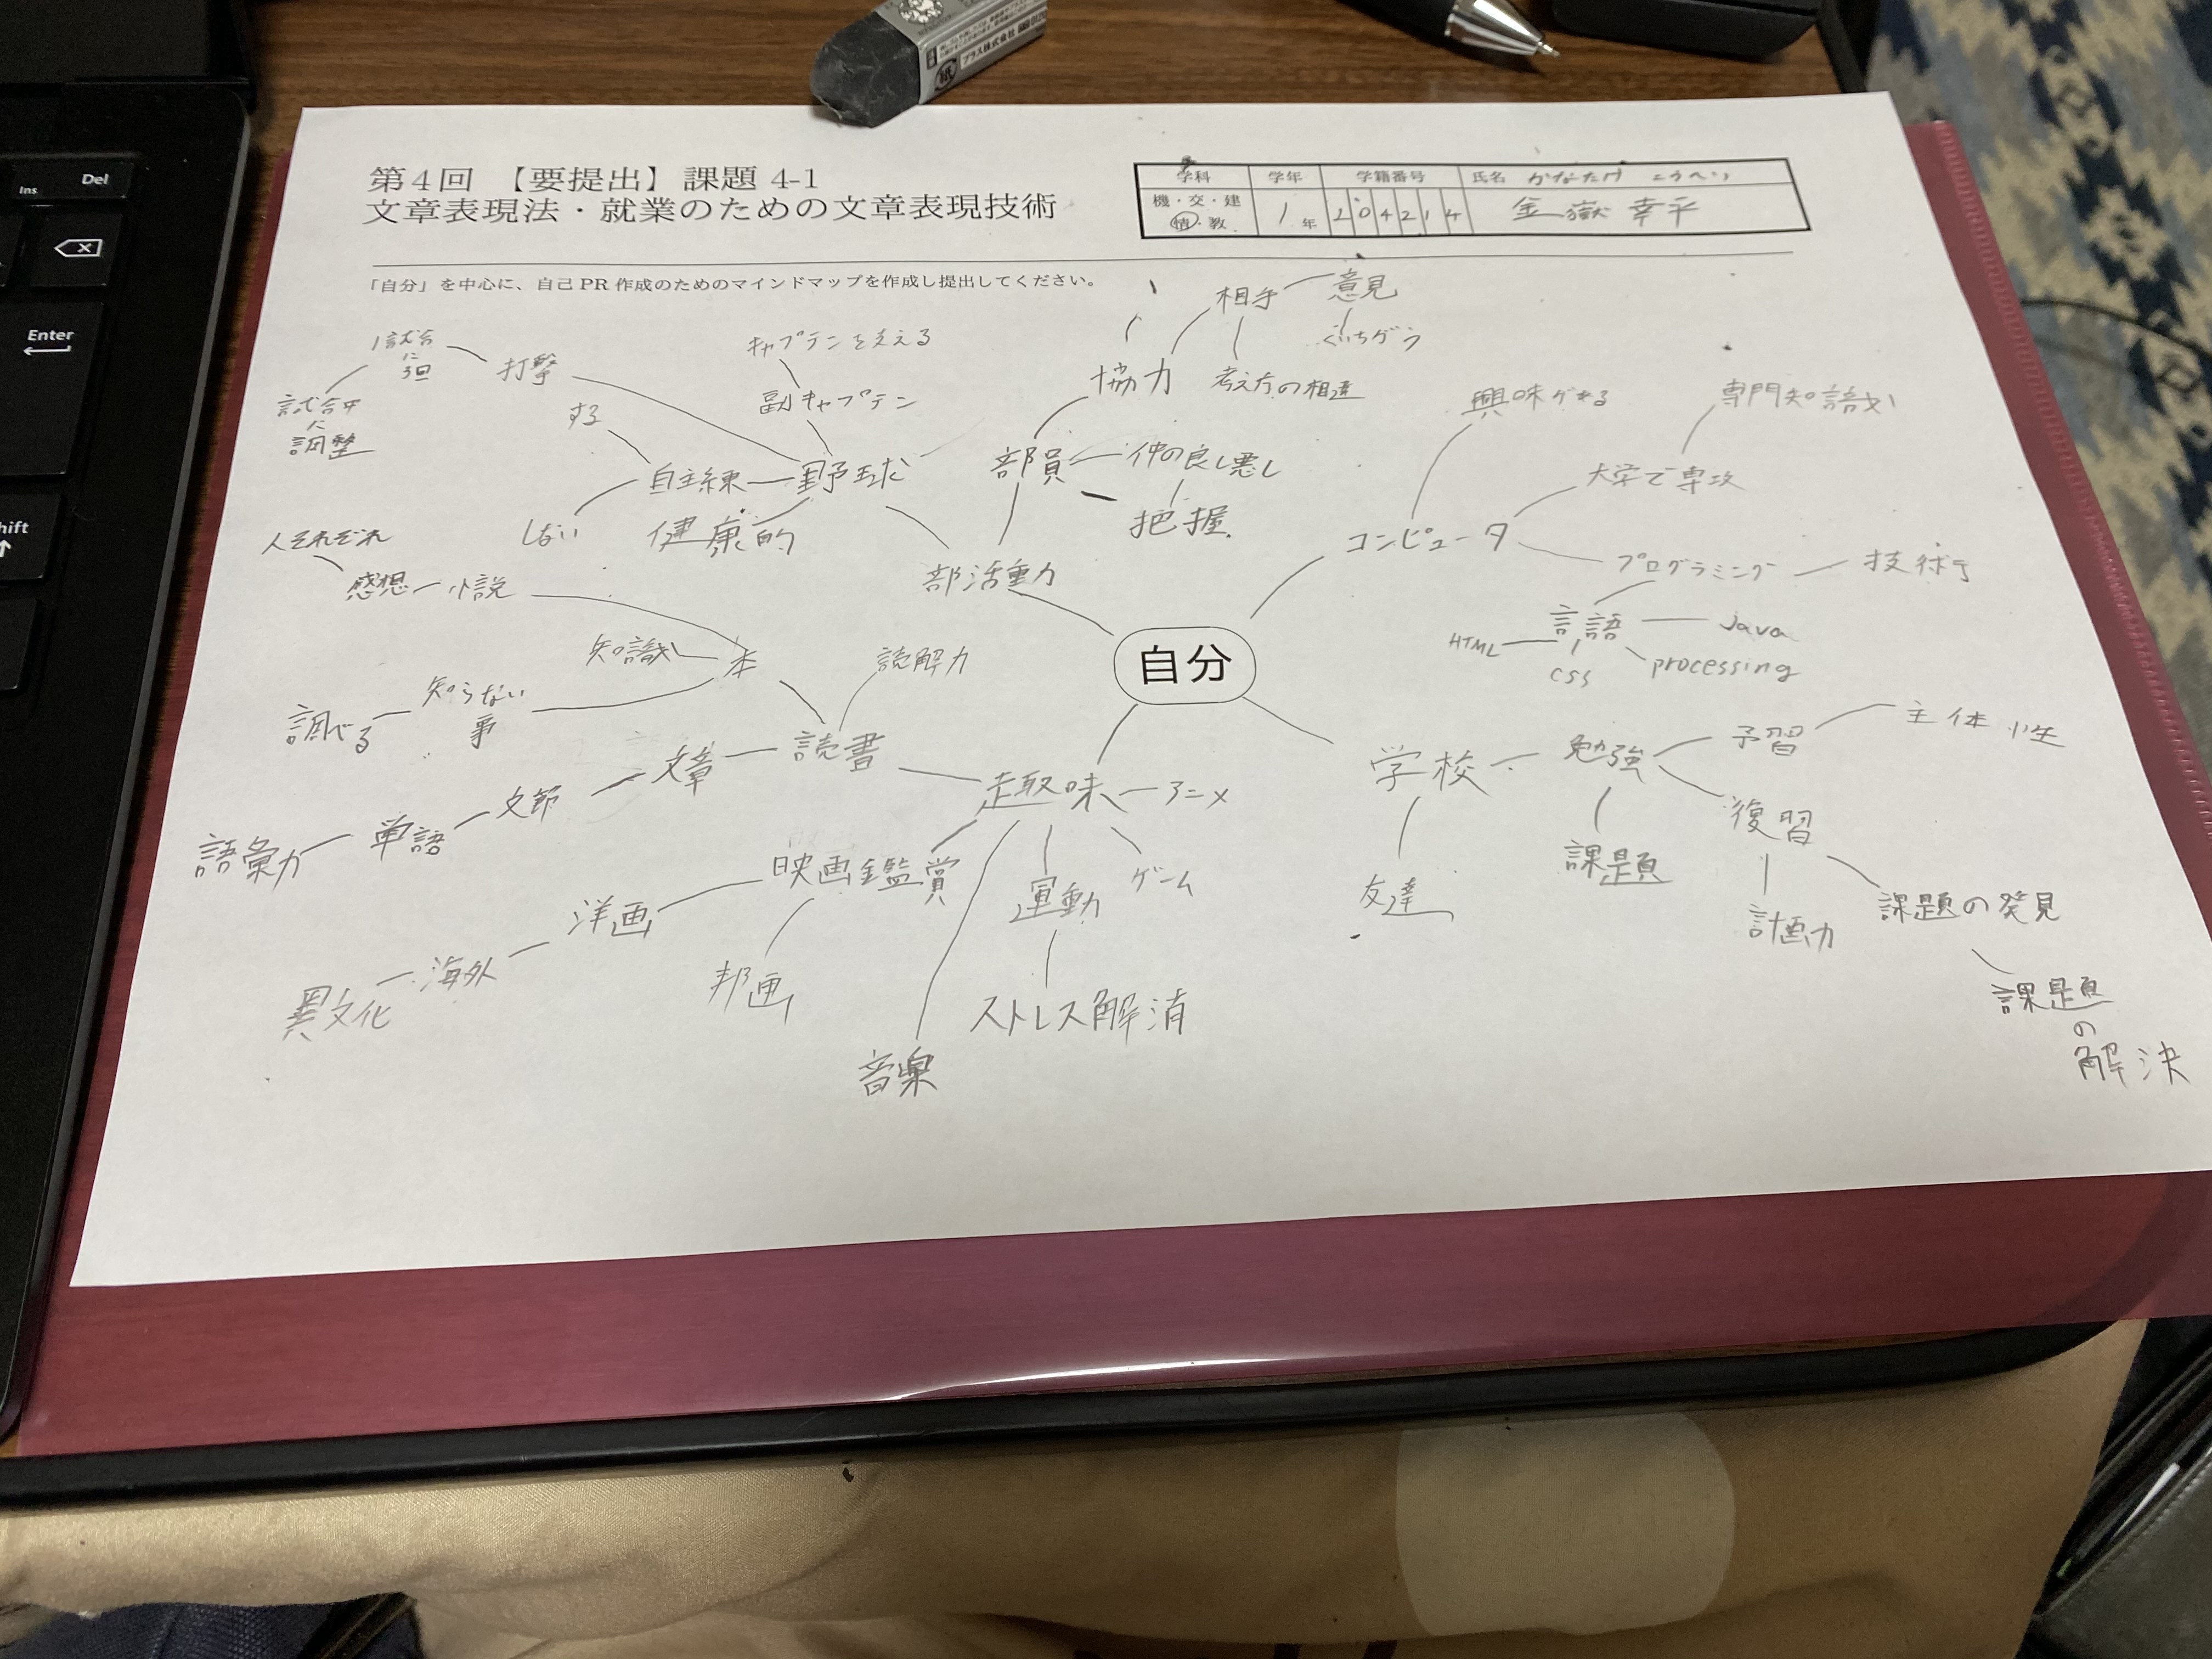 Ins
Del
Enter
hift
プラス株式会社
紙
第4回 【要提出】課題 4-1
文章表現法・就業のための文章表現技術
学科
学年
学籍番号
氏名 かなたけ こうへい
機・交・建
情・教
1年
204214
金嶽 幸平
「自分」を中心に、自己PR作成のためのマインドマップを作成し提出してください。
相手
意見
協力
考え方の相違
1試合
に
3回
打撃
試合中
に
調整
キャプテンを支える
副キャプテン
する
自主練
野球
しない
健康的
部員
仲の良し悪し
把握
部活動
興味がある
専門知識
大学で専攻
コンピュータ
プログラミング
技術
言語
Java
HTML
css
processing
人それぞれ
感想
小説
知識
本
読解力
調べる
知らない
事
自分
読書
文章
文節
単語
語彙力
趣味
アニメ
映画鑑賞
運動
ゲーム
洋画
海外
異文化
邦画
ストレス解消
音楽
学校
勉強
予習
主体性
復習
課題
友達
計画力
課題の発見
課題
の
解決